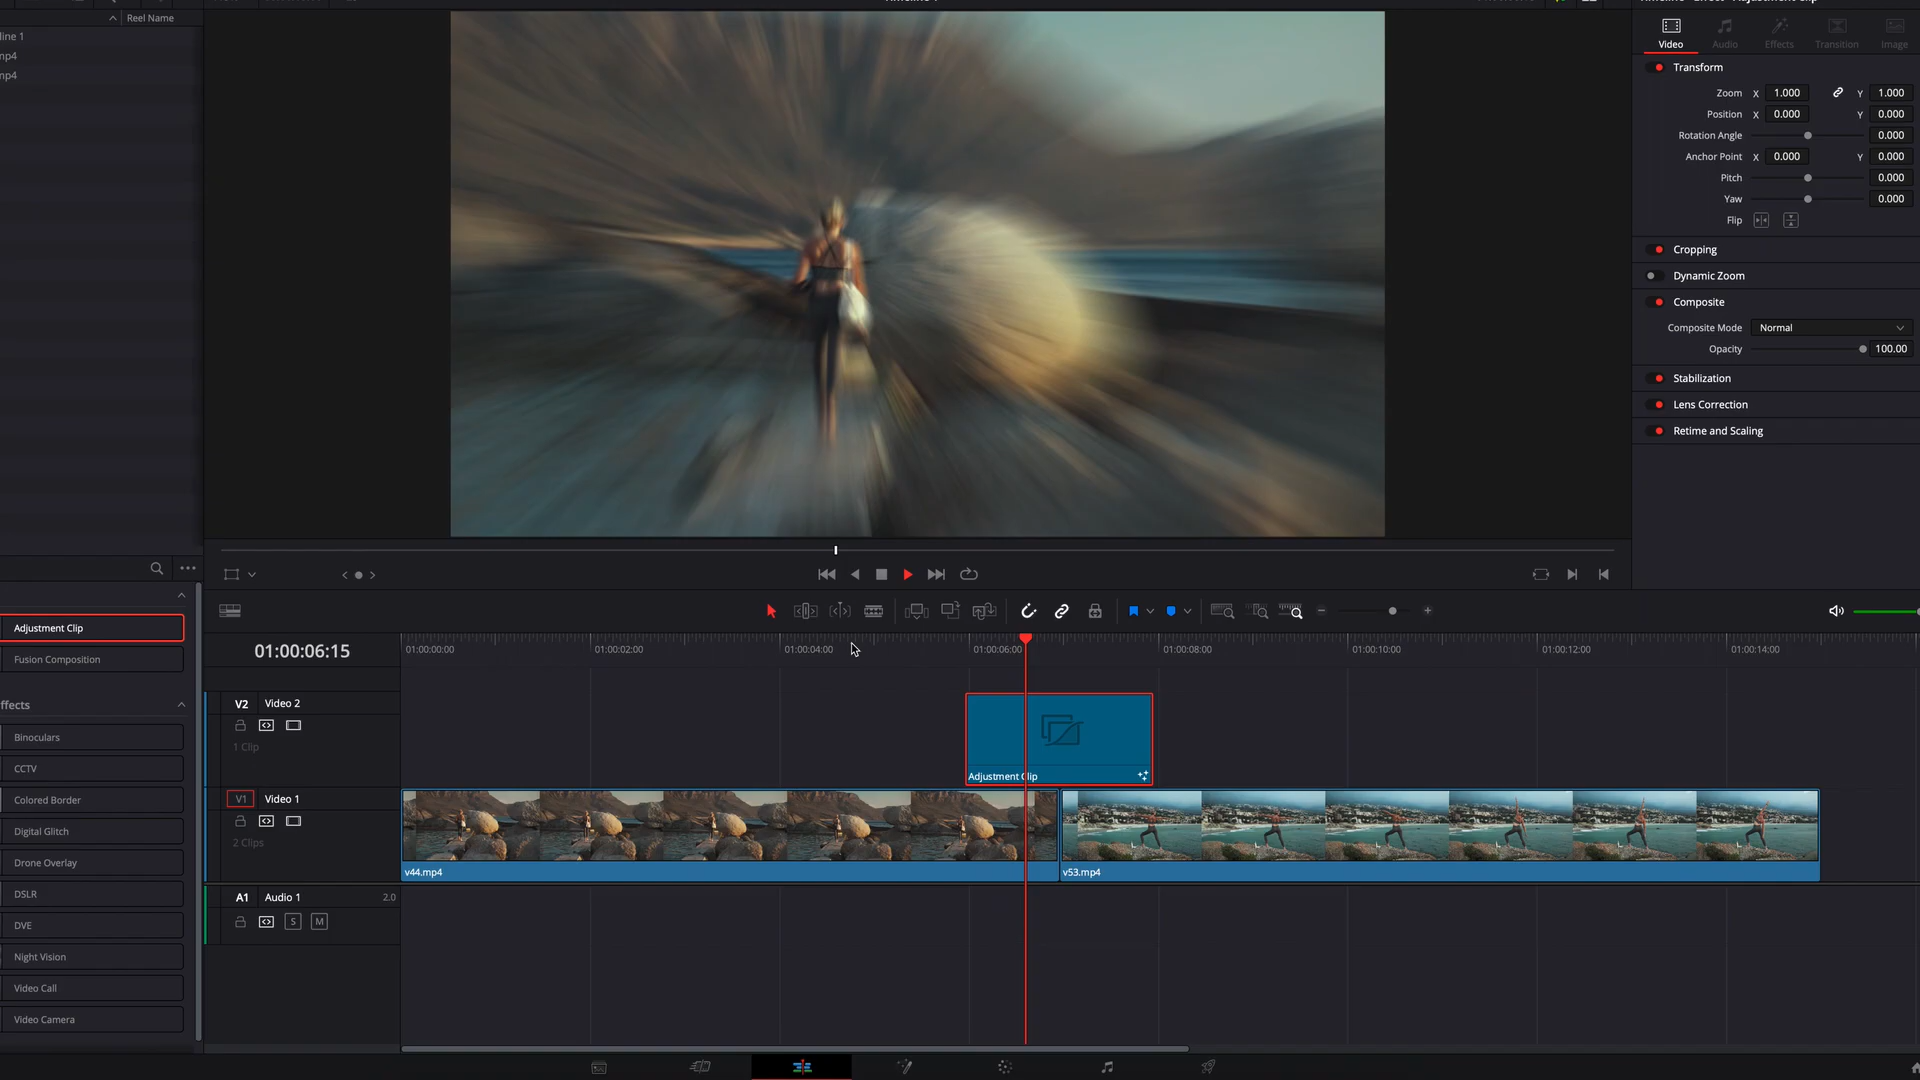 Reel Name
line 1
mp4
mp4
Video
Audio
Effects
Transition
Image
Transform
Zoom X 1.000 Y 1.000
Position X 0.000 Y 0.000
Rotation Angle 0.000
Anchor Point X 0.000 Y 0.000
Pitch 0.000
Yaw 0.000
Flip
Cropping
Dynamic Zoom
Composite
Composite Mode Normal
Opacity 100.00
Stabilization
Lens Correction
Retime and Scaling
Adjustment Clip
Fusion Composition
ffects
Binoculars
CCTV
Colored Border
Digital Glitch
Drone Overlay
DSLR
DVE
Night Vision
Video Call
Video Camera
01:00:06:15
01:00:00:00
01:00:02:00
01:00:04:00
01:00:06:00
01:00:08:00
01:00:10:00
01:00:12:00
01:00:14:00
V2 Video 2
1 Clip
Adjustment Clip
V1 Video 1
2 Clips
v44.mp4
v53.mp4
A1 Audio 1 2.0
S M